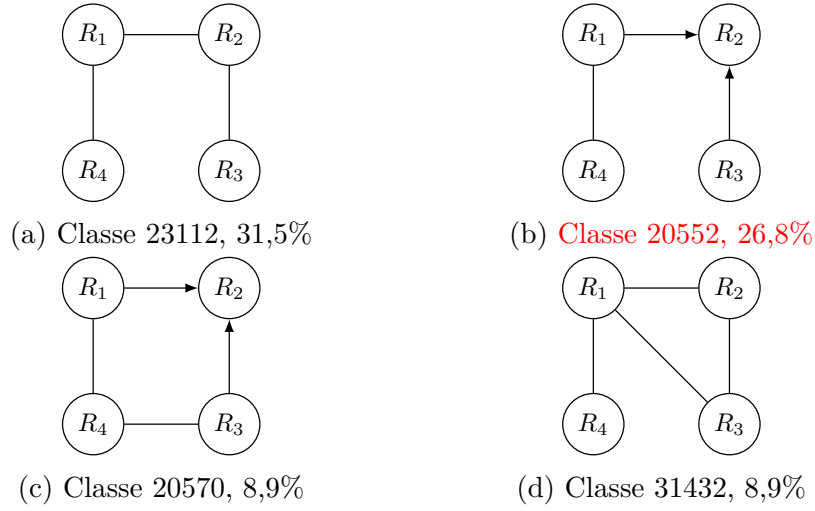 R1 R2 R1 R2
R4 R3 R4 R3
(a) Classe 23112, 31,5% (b) Classe 20552, 26,8%
R1 R2 R1 R2
R4 R3 R4 R3
(c) Classe 20570, 8,9% (d) Classe 31432, 8,9%